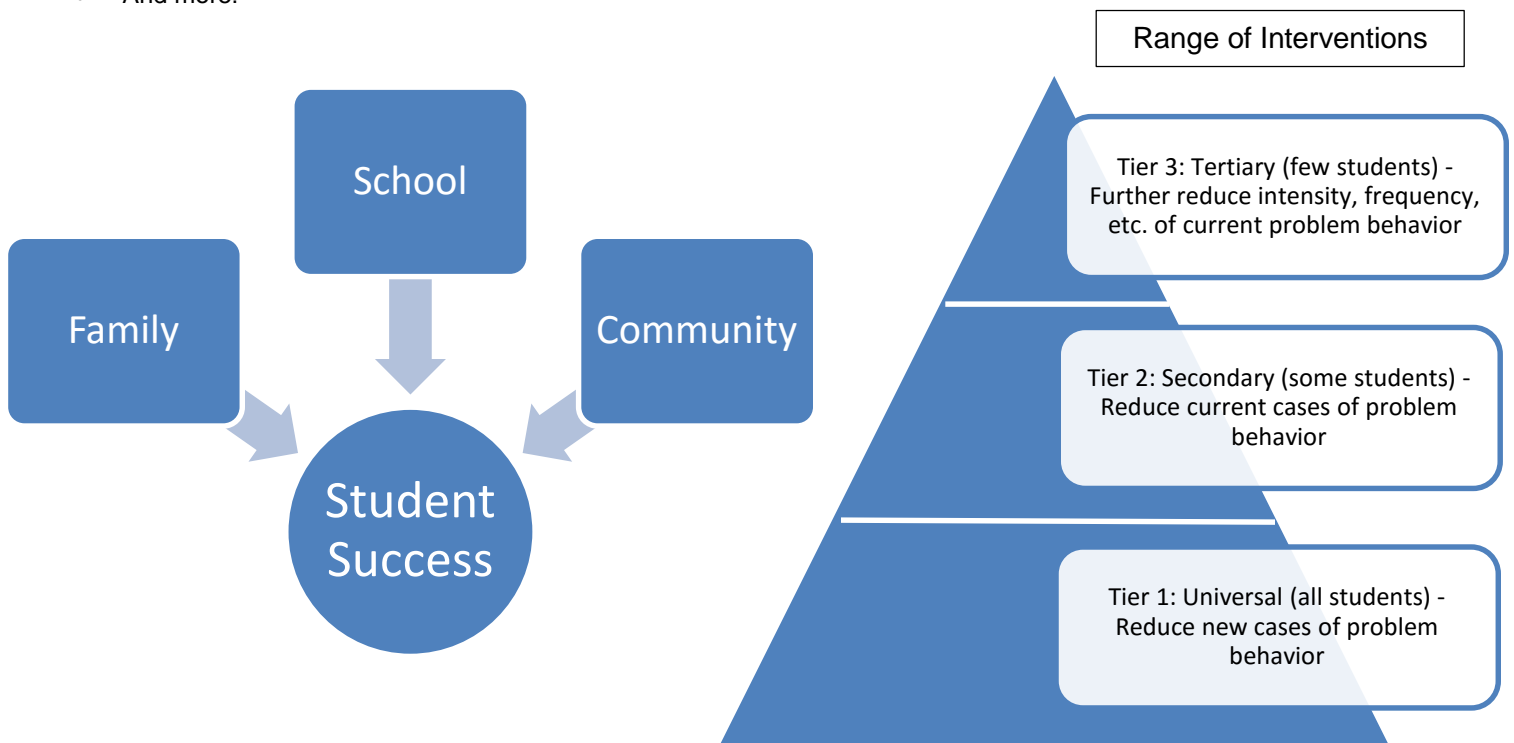 And more!
Range of Interventions
School
Family
Community
Student
Success
Tier 3: Tertiary (few students) -
Further reduce intensity, frequency,
etc. of current problem behavior
Tier 2: Secondary (some students) -
Reduce current cases of problem
behavior
Tier 1: Universal (all students) -
Reduce new cases of problem
behavior